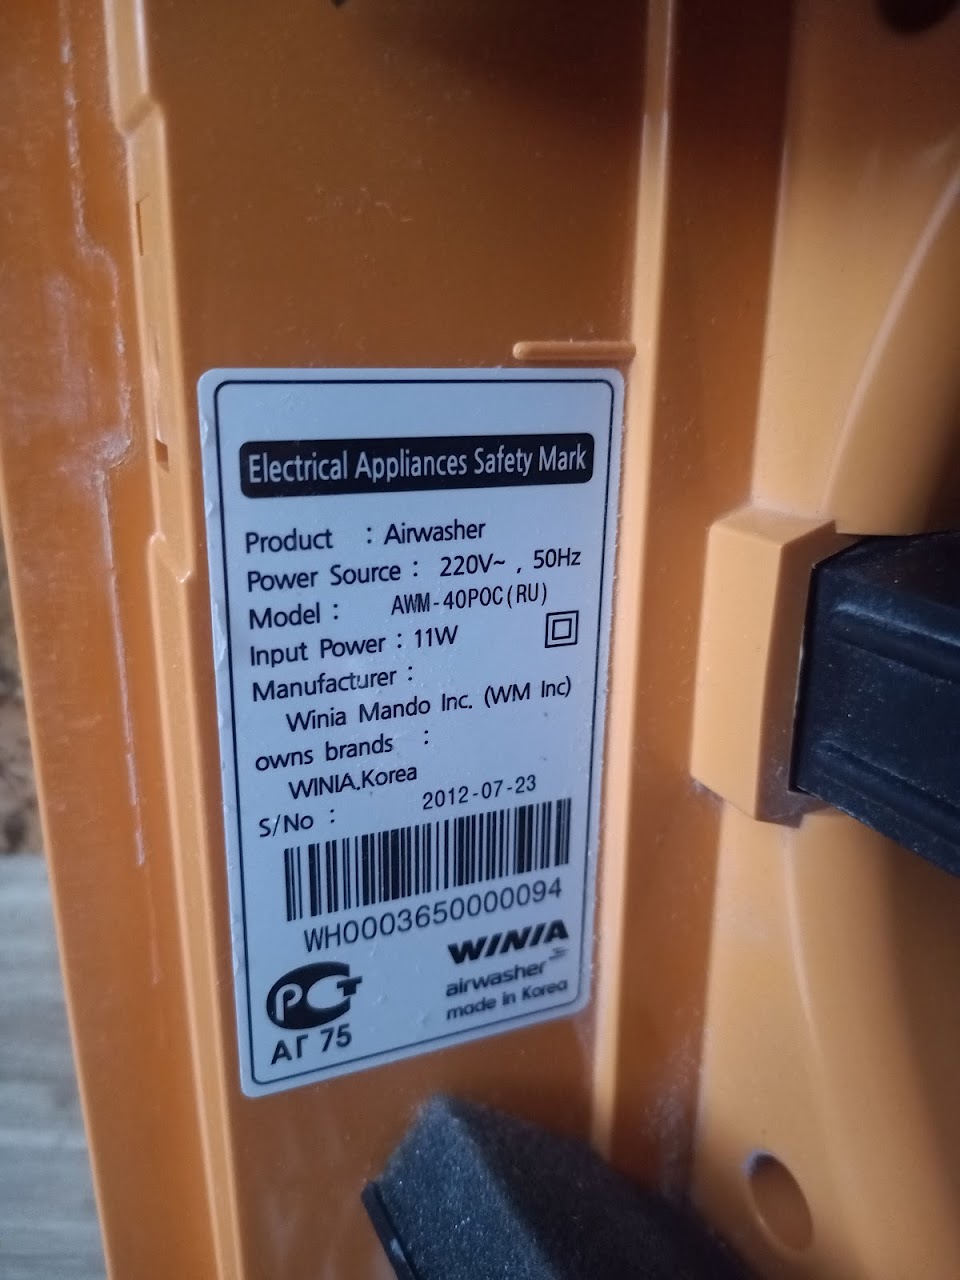 Electrical Appliances Safety Mark
Product : Airwasher
Power Source : 220V~ , 50Hz
Model : AWM-40POC(RU)
Input Power : 11W
Manufacturer :
Winia Mando Inc. (WM Inc)
owns brands :
WINIA.Korea
S/No : 2012-07-23
WH0003650000094
WINIA
airwasher
made in Korea
РСТ
АГ 75